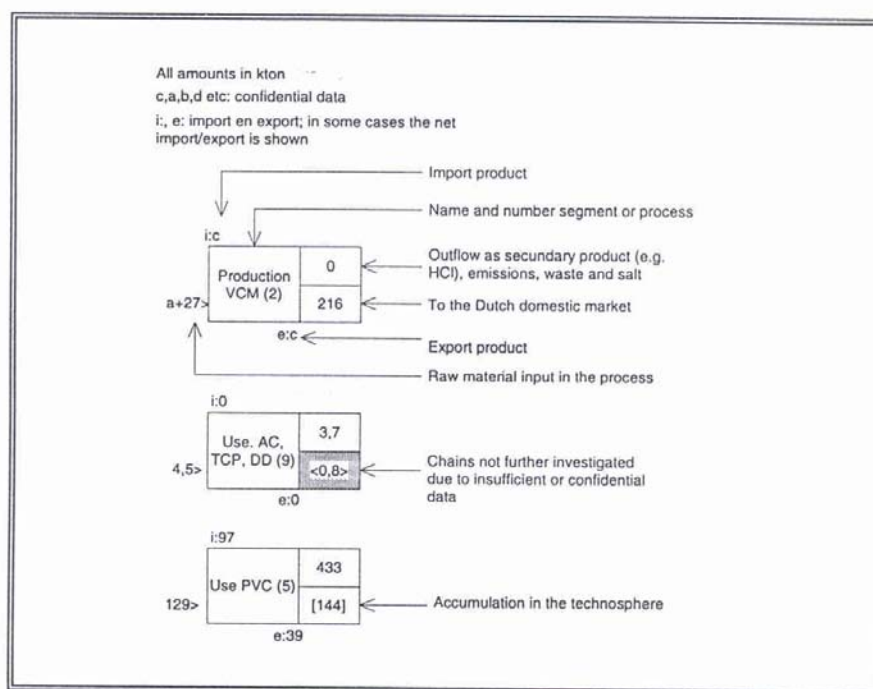 All amounts in kton
c,a,b,d etc: confidential data
i:, e: import en export; in some cases the net
import/export is shown
Import product
Name and number segment or process
i:c
Production
VCM (2)
0
Outflow as secundary product (e.g.
HCl), emissions, waste and salt
a+27>
216
To the Dutch domestic market
e:c
Export product
Raw material input in the process
i:0
Use. AC,
TCP, DD (9)
3,7
4,5>
<0,8>
Chains not further investigated
due to insufficient or confidential
data
e:0
i:97
Use PVC (5)
433
129>
[144]
Accumulation in the technosphere
e:39